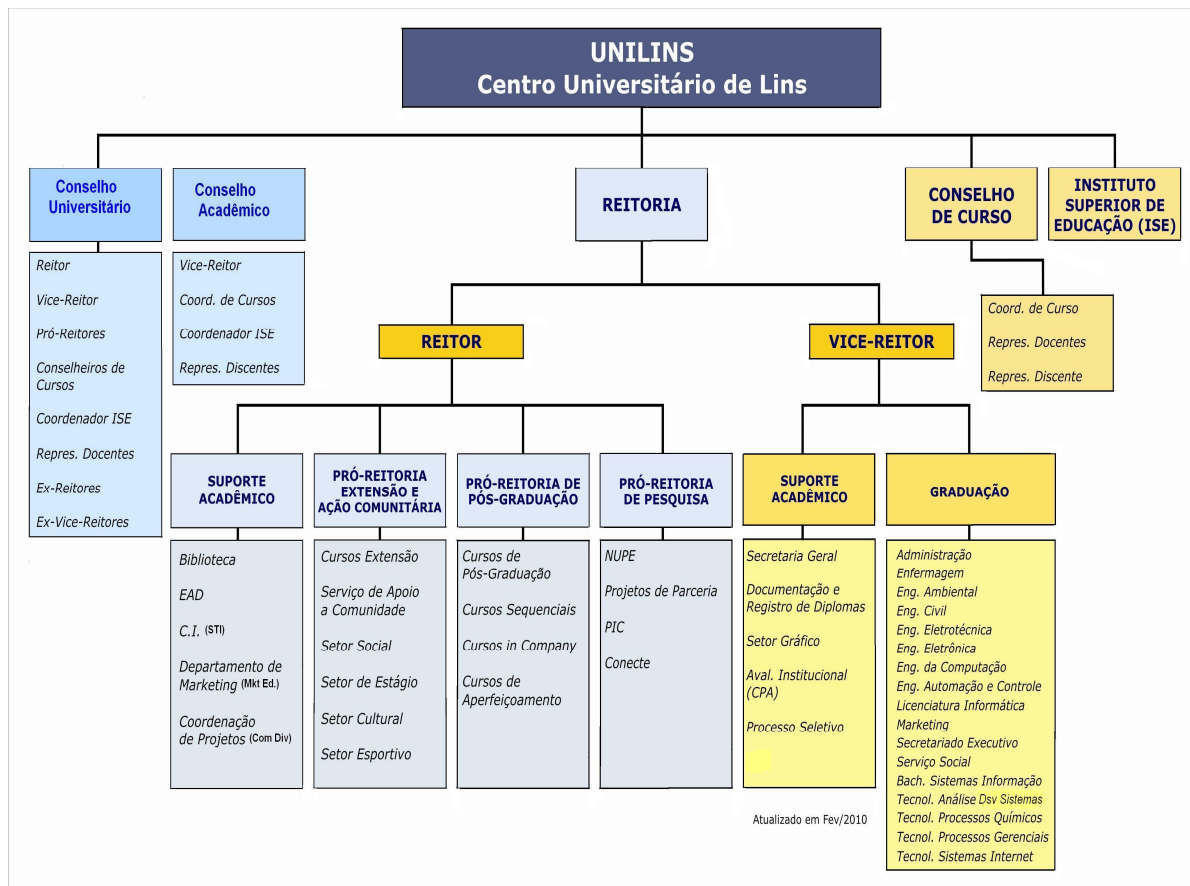 UNILINS
Centro Universitário de Lins
Conselho
Universitário
Reitor
Vice-Reitor
Pró-Reitores
Conselheiros de
Cursos
Coordenador ISE
Repres. Docentes
Ex-Reitores
Ex-Vice-Reitores
Conselho
Acadêmico
Vice-Reitor
Coord. de Cursos
Coordenador ISE
Repres. Discentes
REITORIA
CONSELHO
DE CURSO
Coord. de Curso
Repres. Docentes
Repres. Discente
INSTITUTO
SUPERIOR DE
EDUCAÇÃO (ISE)
REITOR
VICE-REITOR
SUPORTE
ACADÊMICO
Biblioteca
EAD
C.I. (STI)
Departamento de
Marketing (Mkt Ed.)
Coordenação
de Projetos (Com Div)
PRÓ-REITORIA
EXTENSÃO E
AÇÃO COMUNITÁRIA
Cursos Extensão
Serviço de Apoio
a Comunidade
Setor Social
Setor de Estágio
Setor Cultural
Setor Esportivo
PRÓ-REITORIA DE
PÓS-GRADUAÇÃO
Cursos de
Pós-Graduação
Cursos Sequenciais
Cursos in Company
Cursos de
Aperfeiçoamento
PRÓ-REITORIA
DE PESQUISA
NUPE
Projetos de Parceria
PIC
Conecte
SUPORTE
ACADÊMICO
Secretaria Geral
Documentação e
Registro de Diplomas
Setor Gráfico
Aval. Institucional
(CPA)
Processo Seletivo
GRADUAÇÃO
Administração
Enfermagem
Eng. Ambiental
Eng. Civil
Eng. Eletrotécnica
Eng. Eletrônica
Eng. da Computação
Eng. Automação e Controle
Licenciatura Informática
Marketing
Secretariado Executivo
Serviço Social
Bach. Sistemas Informação
Tecnol. Análise Dsv Sistemas
Tecnol. Processos Químicos
Tecnol. Processos Gerenciais
Tecnol. Sistemas Internet
Atualizado em Fev/2010